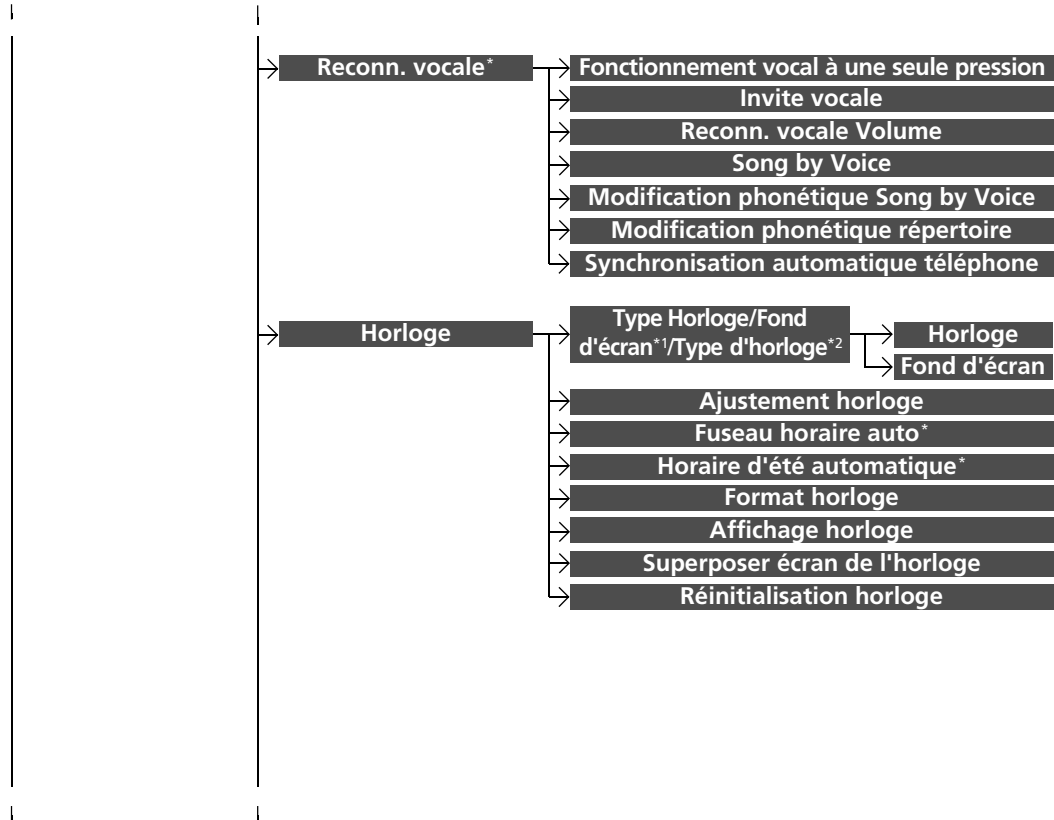 Reconn. vocale*
Fonctionnement vocal à une seule pression
Invite vocale
Reconn. vocale Volume
Song by Voice
Modification phonétique Song by Voice
Modification phonétique répertoire
Synchronisation automatique téléphone
Horloge
Type Horloge/Fond
d'écran*1/Type d'horloge*2
Horloge
Fond d'écran
Ajustement horloge
Fuseau horaire auto*
Horaire d'été automatique*
Format horloge
Affichage horloge
Superposer écran de l'horloge
Réinitialisation horloge